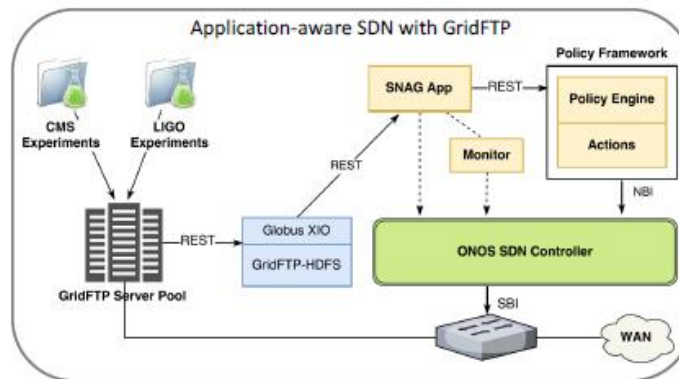 Application-aware SDN with GridFTP
CMS
Experiments
LIGO
Experiments
GridFTP Server Pool
REST
Globus XIO
GridFTP-HDFS
REST
SNAG App
REST
Monitor
Policy Framework
Policy Engine
Actions
NBI
ONOS SDN Controller
SBI
WAN